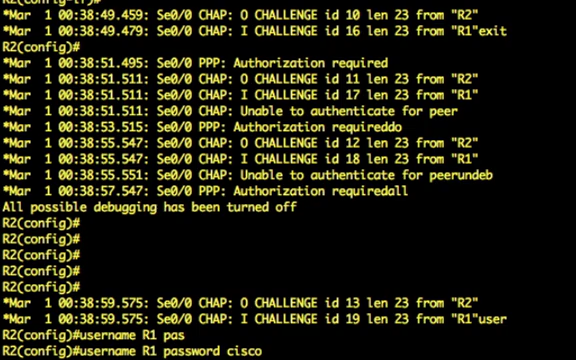 R2(config-if)#
*Mar 1 00:38:49.459: Se0/0 CHAP: O CHALLENGE id 10 len 23 from "R2"
*Mar 1 00:38:49.479: Se0/0 CHAP: I CHALLENGE id 16 len 23 from "R1"exit
R2(config)#
*Mar 1 00:38:51.495: Se0/0 PPP: Authorization required
*Mar 1 00:38:51.511: Se0/0 CHAP: O CHALLENGE id 11 len 23 from "R2"
*Mar 1 00:38:51.511: Se0/0 CHAP: I CHALLENGE id 17 len 23 from "R1"
*Mar 1 00:38:51.511: Se0/0 CHAP: Unable to authenticate for peer
*Mar 1 00:38:53.515: Se0/0 PPP: Authorization requireddo
*Mar 1 00:38:55.547: Se0/0 CHAP: O CHALLENGE id 12 len 23 from "R2"
*Mar 1 00:38:55.547: Se0/0 CHAP: I CHALLENGE id 18 len 23 from "R1"
*Mar 1 00:38:55.551: Se0/0 CHAP: Unable to authenticate for peerundeb
*Mar 1 00:38:57.547: Se0/0 PPP: Authorization requiredall
All possible debugging has been turned off
R2(config)#
R2(config)#
R2(config)#
R2(config)#
R2(config)#
*Mar 1 00:38:59.575: Se0/0 CHAP: O CHALLENGE id 13 len 23 from "R2"
*Mar 1 00:38:59.575: Se0/0 CHAP: I CHALLENGE id 19 len 23 from "R1"user
R2(config)#username R1 pas
R2(config)#username R1 password cisco